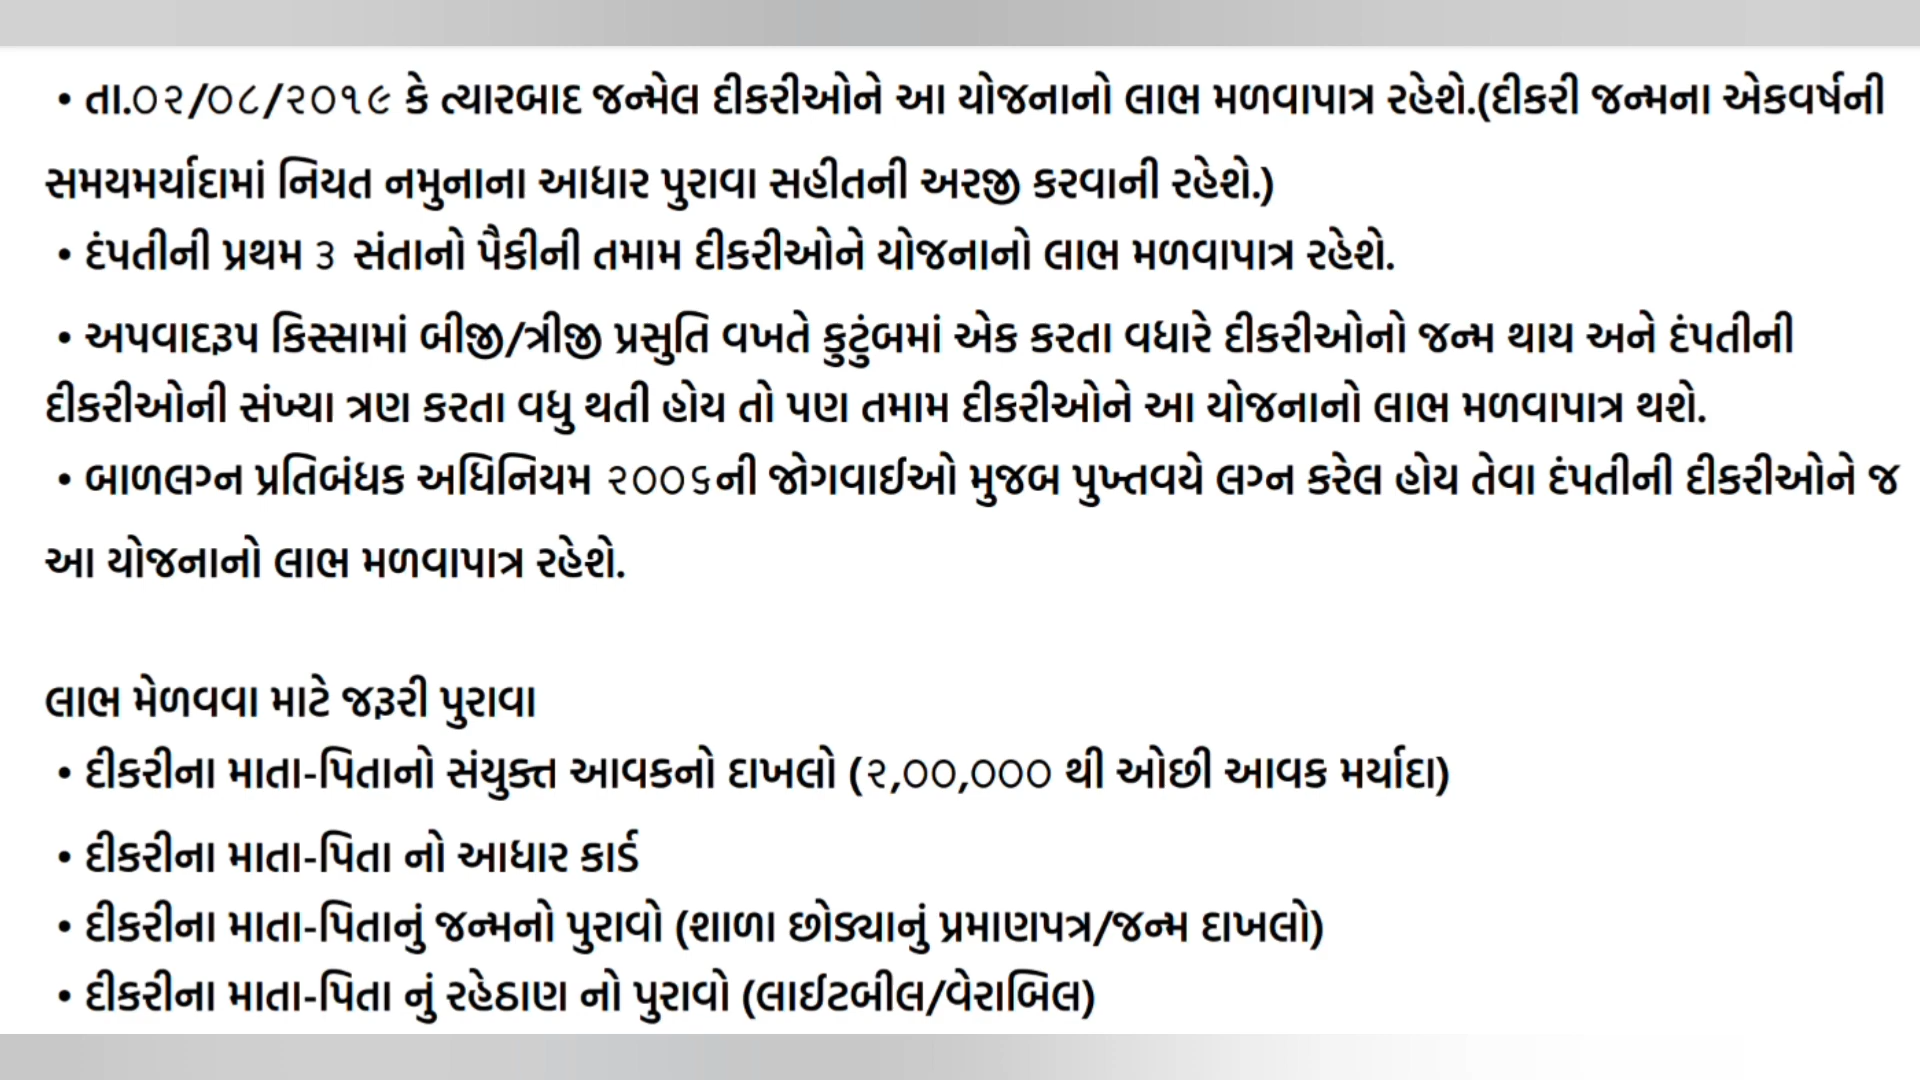 • તા.૦૨/૦૮/૨૦૧૯ કે ત્યારબાદ જન્મેલ દીકરીઓને આ યોજનાનો લાભ મળવાપાત્ર રહેશે.(દીકરી જન્મના એકવર્ષની
સમયમર્યાદામાં નિયત નમુનાના આધાર પુરાવા સહીતની અરજી કરવાની રહેશે.)
• દંપતીની પ્રથમ ૩ સંતાનો પૈકીની તમામ દીકરીઓને યોજનાનો લાભ મળવાપાત્ર રહેશે.
• અપવાદરૂપ કિસ્સામાં બીજી/ત્રીજી પ્રસુતિ વખતે કુટુંબમાં એક કરતા વધારે દીકરીઓનો જન્મ થાય અને દંપતીની
દીકરીઓની સંખ્યા ત્રણ કરતા વધુ થતી હોય તો પણ તમામ દીકરીઓને આ યોજનાનો લાભ મળવાપાત્ર થશે.
• બાળલગ્ન પ્રતિબંધક અધિનિયમ ૨૦૦૬ની જોગવાઈઓ મુજબ પુખ્તવયે લગ્ન કરેલ હોય તેવા દંપતીની દીકરીઓને જ
આ યોજનાનો લાભ મળવાપાત્ર રહેશે.
લાભ મેળવવા માટે જરૂરી પુરાવા
• દીકરીના માતા-પિતાનો સંયુક્ત આવકનો દાખલો (૨,૦૦,૦૦૦ થી ઓછી આવક મર્યાદા)
• દીકરીના માતા-પિતા નો આધાર કાર્ડ
• દીકરીના માતા-પિતાનું જન્મનો પુરાવો (શાળા છોડ્યાનું પ્રમાણપત્ર/જન્મ દાખલો)
• દીકરીના માતા-પિતા નું રહેઠાણ નો પુરાવો (લાઈટબીલ/વેરાબિલ)